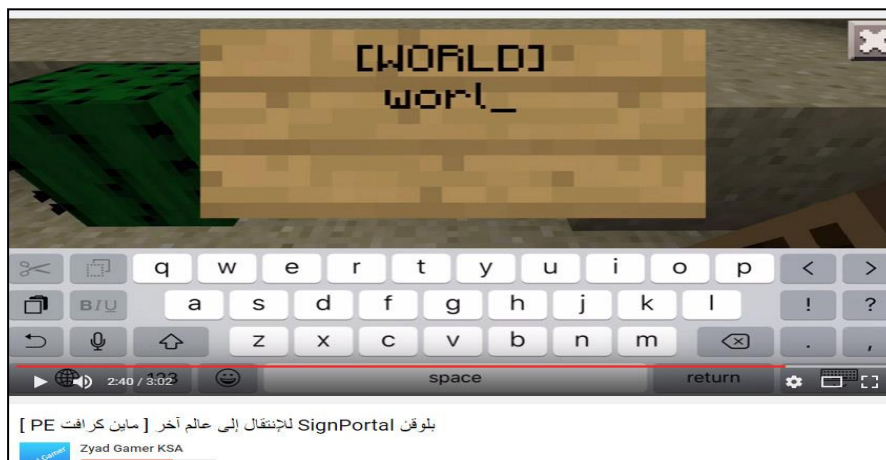 [WORLD]
worl_
q w e r t y u i o p < >
B/U a s d f g h j k l ! ?
z x c v b n m . ,
2:40 / 3:02
123 space return
بلوقن SignPortal للإنتقال إلى عالم آخر [ ماين كرافت PE ]
Zyad Gamer KSA